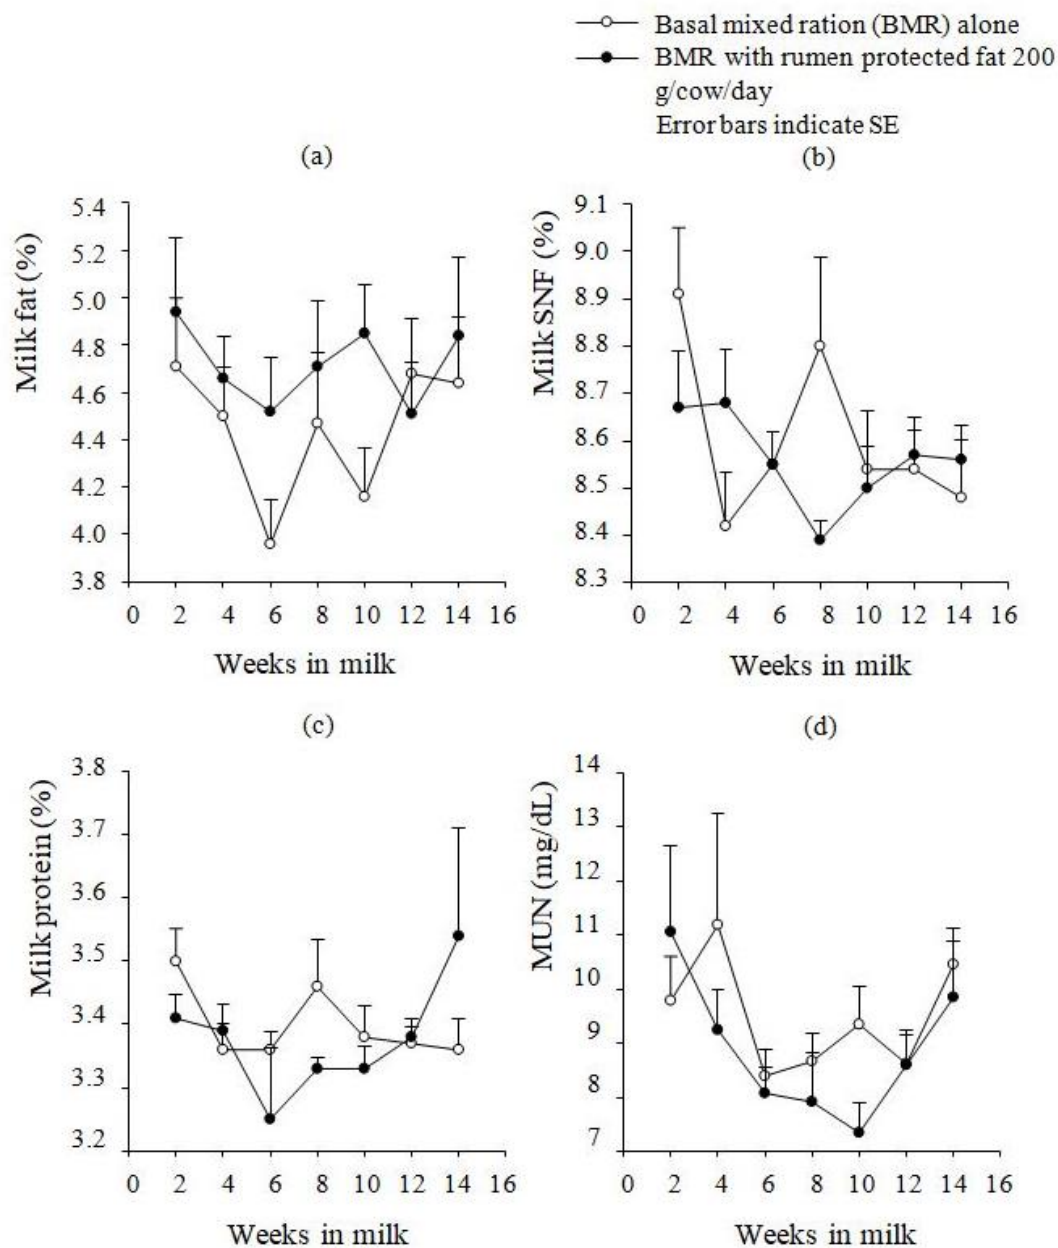 Basal mixed ration (BMR) alone
BMR with rumen protected fat 200
g/cow/day
Error bars indicate SE
(a)
(b)
Milk fat (%)
5.4
5.2
5.0
4.8
4.6
4.4
4.2
4.0
3.8
0 2 4 6 8 10 12 14 16
Weeks in milk
Milk SNF (%)
9.1
9.0
8.9
8.8
8.7
8.6
8.5
8.4
8.3
0 2 4 6 8 10 12 14 16
Weeks in milk
(c)
(d)
Milk protein (%)
3.8
3.7
3.6
3.5
3.4
3.3
3.2
0 2 4 6 8 10 12 14 16
Weeks in milk
MUN (mg/dL)
14
13
12
11
10
9
8
7
0 2 4 6 8 10 12 14 16
Weeks in milk